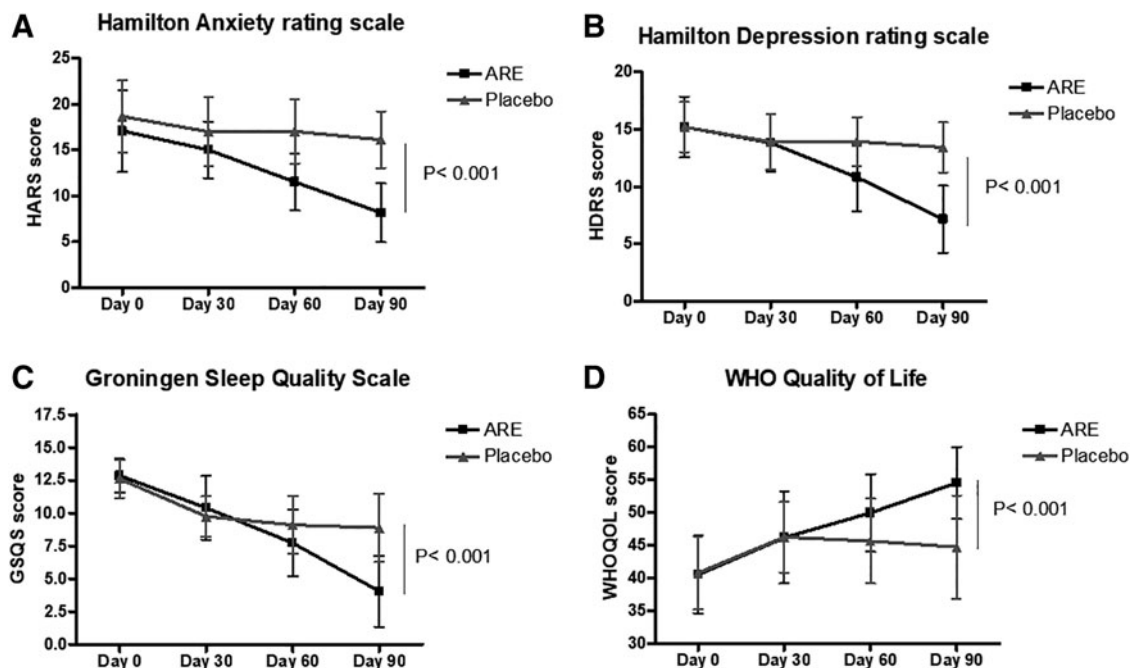 A
Hamilton Anxiety rating scale
HARS score
25
20
15
10
5
0
Day 0 Day 30 Day 60 Day 90
ARE
Placebo
P< 0.001
B
Hamilton Depression rating scale
HDRS score
20
15
10
5
0
Day 0 Day 30 Day 60 Day 90
ARE
Placebo
P< 0.001
C
Groningen Sleep Quality Scale
GSQS score
17.5
15.0
12.5
10.0
7.5
5.0
2.5
0.0
Day 0 Day 30 Day 60 Day 90
ARE
Placebo
P< 0.001
D
WHO Quality of Life
WHOQOL score
65
60
55
50
45
40
35
30
Day 0 Day 30 Day 60 Day 90
ARE
Placebo
P< 0.001